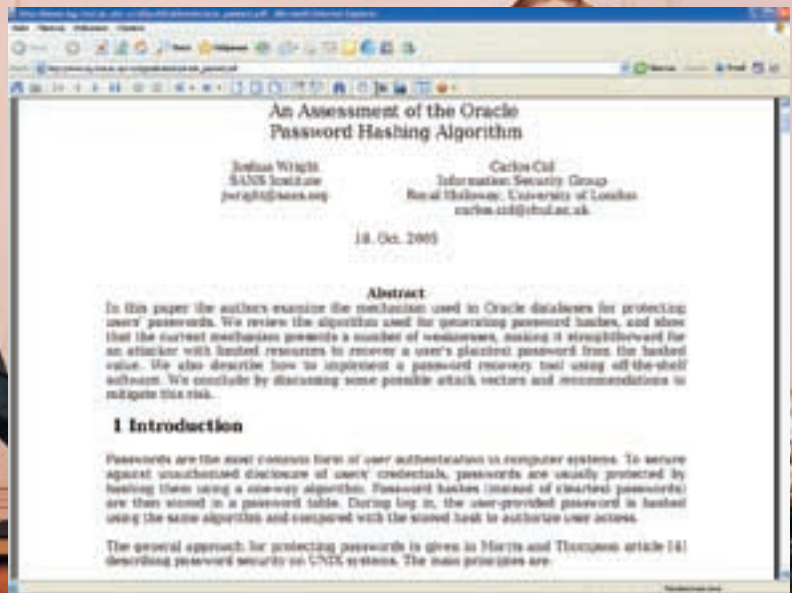 An Assessment of the Oracle
Password Hashing Algorithm
Joshua Wright
SANS Institute
jwright@sans.org
Carlos Cid
Information Security Group
Royal Holloway, University of London
carlos.cid@rhul.ac.uk
18. Oct. 2005
Abstract
In this paper the authors examine the mechanism used in Oracle databases for protecting
users' passwords. We review the algorithm used for generating password hashes, and show
that the current mechanism presents a number of weaknesses, making it straightforward for
an attacker with limited resources to recover a user's plaintext password from the hashed
value. We also describe how to implement a password recovery tool using off-the-shelf
software. We conclude by discussing some possible attack vectors and recommendations to
mitigate this risk.
1 Introduction
Passwords are the most common form of user authentication in computer systems. To secure
against unauthorized disclosure of users' credentials, passwords are usually protected by
hashing them using a one-way algorithm. Password hashes (instead of cleartext passwords)
are then stored in a password table. During log in, the user-provided password is hashed
using the same algorithm and compared with the stored hash to authorize user access.
The general approach for protecting passwords is given in Morris and Thompson article [4]
describing password security on UNIX systems. The main principles are: